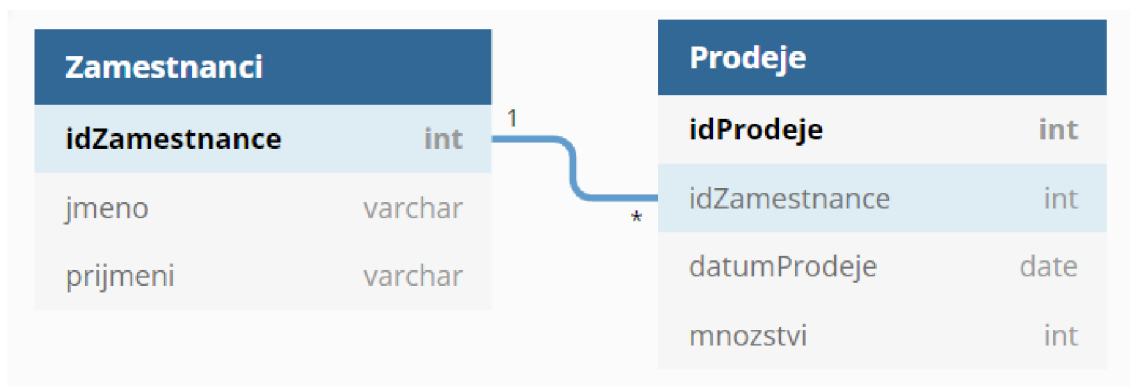 Zamestnanci
idZamestnance int
jmeno varchar
prijmeni varchar
1
*
Prodeje
idProdeje int
idZamestnance int
datumProdeje date
mnozstvi int